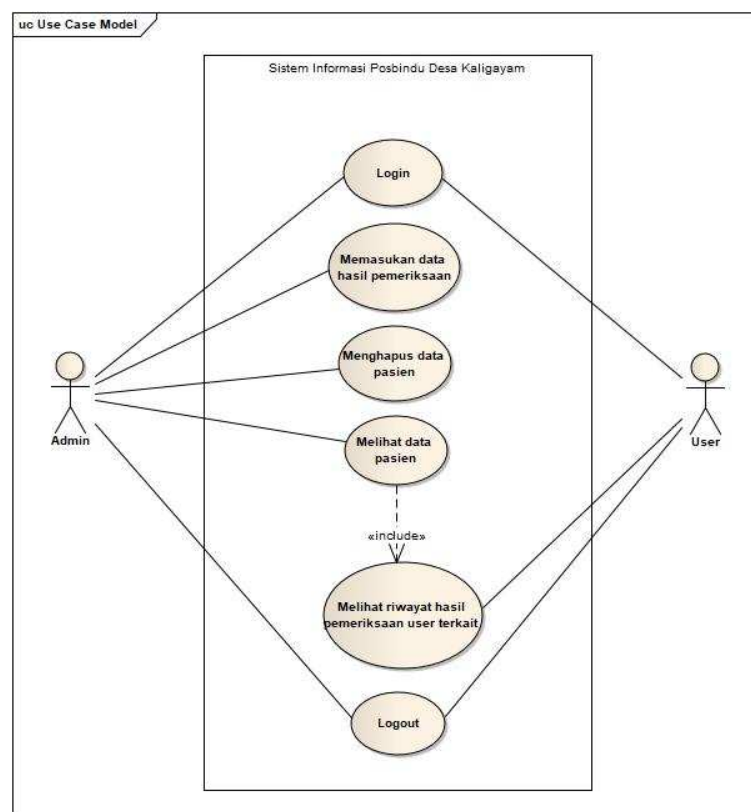 uc Use Case Model
Sistem Informasi Posbindu Desa Kaligayam
Login
Memasukan data
hasil pemeriksaan
Menghapus data
pasien
Admin
User
Melihat data
pasien
«include»
Melihat riwayat hasil
pemeriksaan user terkait
Logout